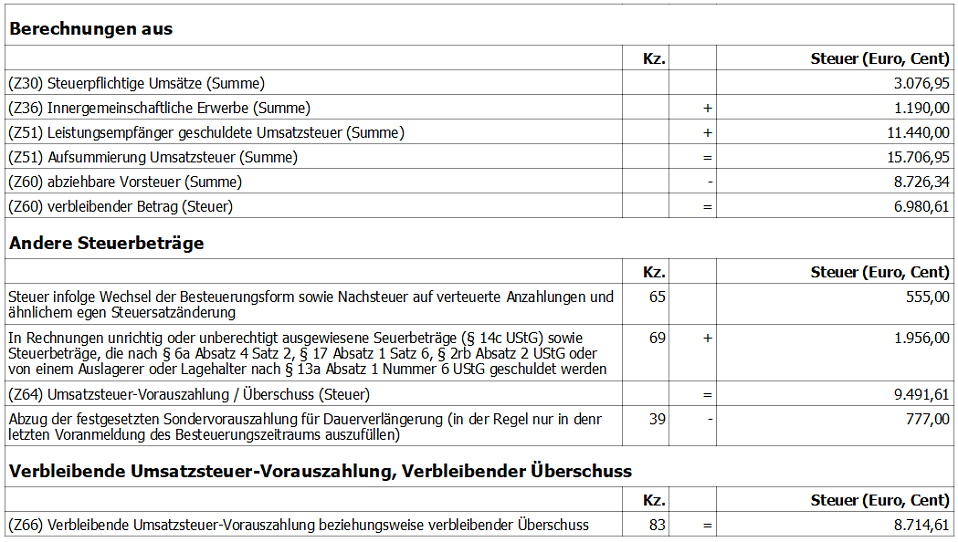 Berechnungen aus
Kz. Steuer (Euro, Cent)
(Z30) Steuerpflichtige Umsätze (Summe) 3.076,95
(Z36) Innergemeinschaftliche Erwerbe (Summe) + 1.190,00
(Z51) Leistungsempfänger geschuldete Umsatzsteuer (Summe) + 11.440,00
(Z51) Aufsummierung Umsatzsteuer (Summe) = 15.706,95
(Z60) abziehbare Vorsteuer (Summe) - 8.726,34
(Z60) verbleibender Betrag (Steuer) = 6.980,61
Andere Steuerbeträge
Kz. Steuer (Euro, Cent)
Steuer infolge Wechsel der Besteuerungsform sowie Nachsteuer auf verteuerte Anzahlungen und 65 555,00
ähnlichem egen Steuersatzänderung
In Rechnungen unrichtig oder unberechtigt ausgewiesene Seuerbeträge (§ 14c UStG) sowie 69 + 1.956,00
Steuerbeträge, die nach § 6a Absatz 4 Satz 2, § 17 Absatz 1 Satz 6, § 2rb Absatz 2 UStG oder
von einem Auslagerer oder Lagehalter nach § 13a Absatz 1 Nummer 6 UStG geschuldet werden
(Z64) Umsatzsteuer-Vorauszahlung / Überschuss (Steuer) = 9.491,61
Abzug der festgesetzten Sondervorauszahlung für Dauerverlängerung (in der Regel nur in denr 39 - 777,00
letzten Voranmeldung des Besteuerungszeitraums auszufüllen)
Verbleibende Umsatzsteuer-Vorauszahlung, Verbleibender Überschuss
Kz. Steuer (Euro, Cent)
(Z66) Verbleibende Umsatzsteuer-Vorauszahlung beziehungsweise verbleibender Überschuss 83 = 8.714,61